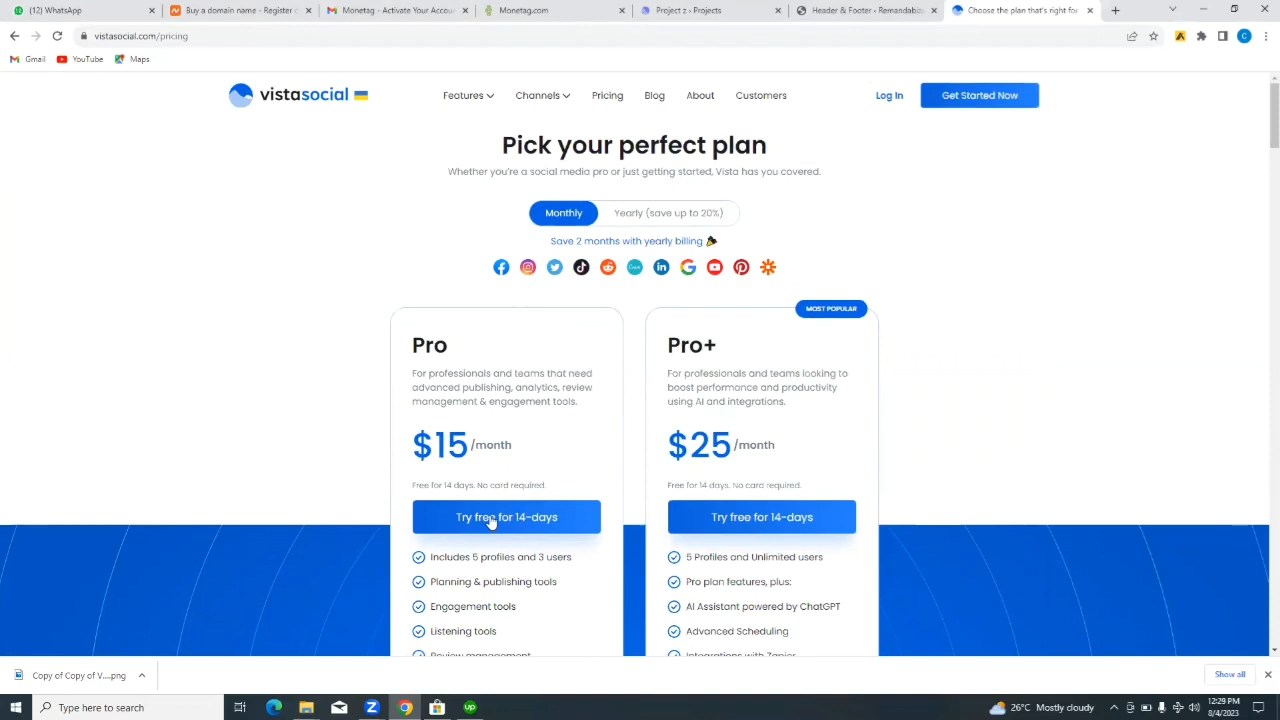 (12) WhatsApp
Buy a domain name - Register c
Monetag - Activate Your Accou
Monetag.com
Project z - Projects
Header & Footer ‹ Remandabiis
Choose the plan that's right for
vistasocial.com/pricing
C
Gmail
YouTube
Maps
vistasocial
Features
Channels
Pricing
Blog
About
Customers
Log In
Get Started Now
Pick your perfect plan
Whether you're a social media pro or just getting started, Vista has you covered.
Monthly
Yearly (save up to 20%)
Save 2 months with yearly billing
MOST POPULAR
Pro
For professionals and teams that need
advanced publishing, analytics, review
management & engagement tools.
$15 /month
Free for 14 days. No card required.
Try free for 14-days
Includes 5 profiles and 3 users
Planning & publishing tools
Engagement tools
Listening tools
Review management
Pro+
For professionals and teams looking to
boost performance and productivity
using AI and integrations.
$25 /month
Free for 14 days. No card required.
Try free for 14-days
5 Profiles and Unlimited users
Pro plan features, plus:
AI Assistant powered by ChatGPT
Advanced Scheduling
Integrations with Zapier
Copy of Copy of V....png
Show all
Type here to search
26°C Mostly cloudy
12:29 PM
8/4/2023